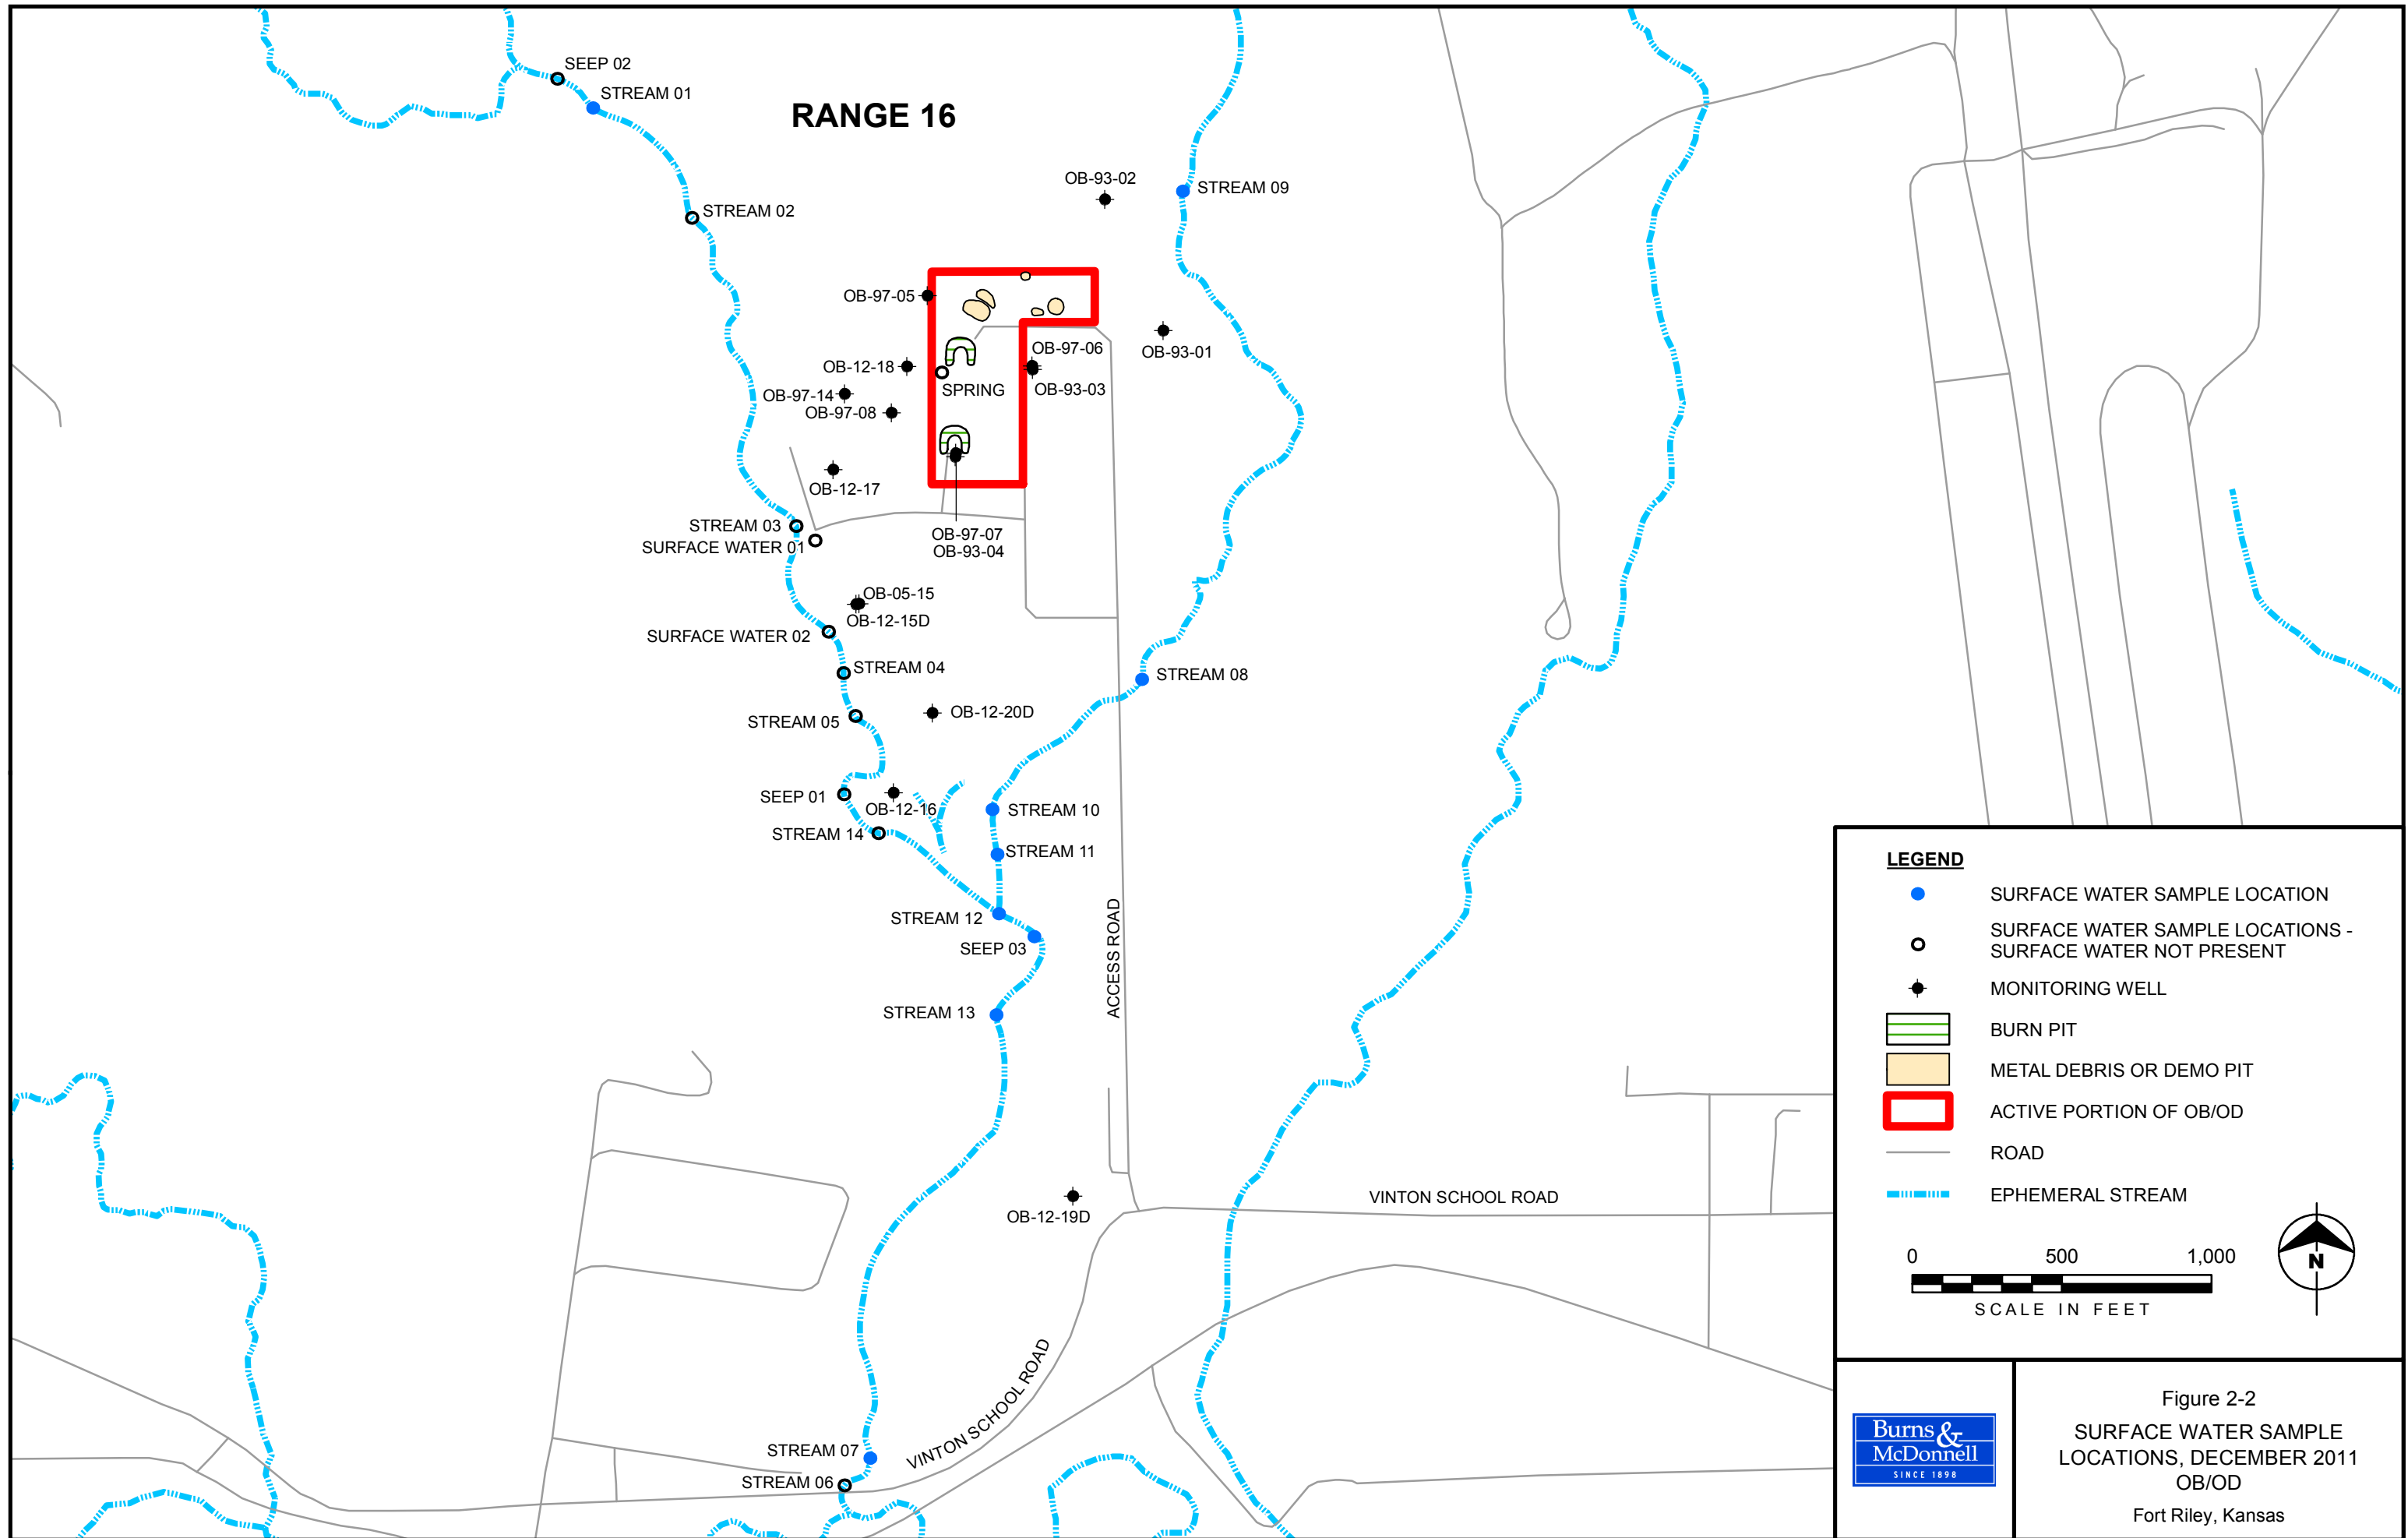 SEEP 02
STREAM 01
RANGE 16
OB-93-02
STREAM 09
STREAM 02
OB-97-05
OB-93-01
OB-97-06
OB-12-18
OB-93-03
SPRING
OB-97-14
OB-97-08
OB-12-17
STREAM 03
SURFACE WATER 01
OB-97-07
OB-93-04
OB-05-15
OB-12-15D
SURFACE WATER 02
STREAM 04
STREAM 08
OB-12-20D
STREAM 05
SEEP 01
OB-12-16
STREAM 10
STREAM 14
STREAM 11
STREAM 12
SEEP 03
ACCESS ROAD
STREAM 13
VINTON SCHOOL ROAD
OB-12-19D
VINTON SCHOOL ROAD
STREAM 07
STREAM 06
LEGEND
SURFACE WATER SAMPLE LOCATION
SURFACE WATER SAMPLE LOCATIONS -
SURFACE WATER NOT PRESENT
MONITORING WELL
BURN PIT
METAL DEBRIS OR DEMO PIT
ACTIVE PORTION OF OB/OD
ROAD
EPHEMERAL STREAM
0 500 1,000
SCALE IN FEET
N
Burns &
McDonnell
SINCE 1898
Figure 2-2
SURFACE WATER SAMPLE
LOCATIONS, DECEMBER 2011
OB/OD
Fort Riley, Kansas